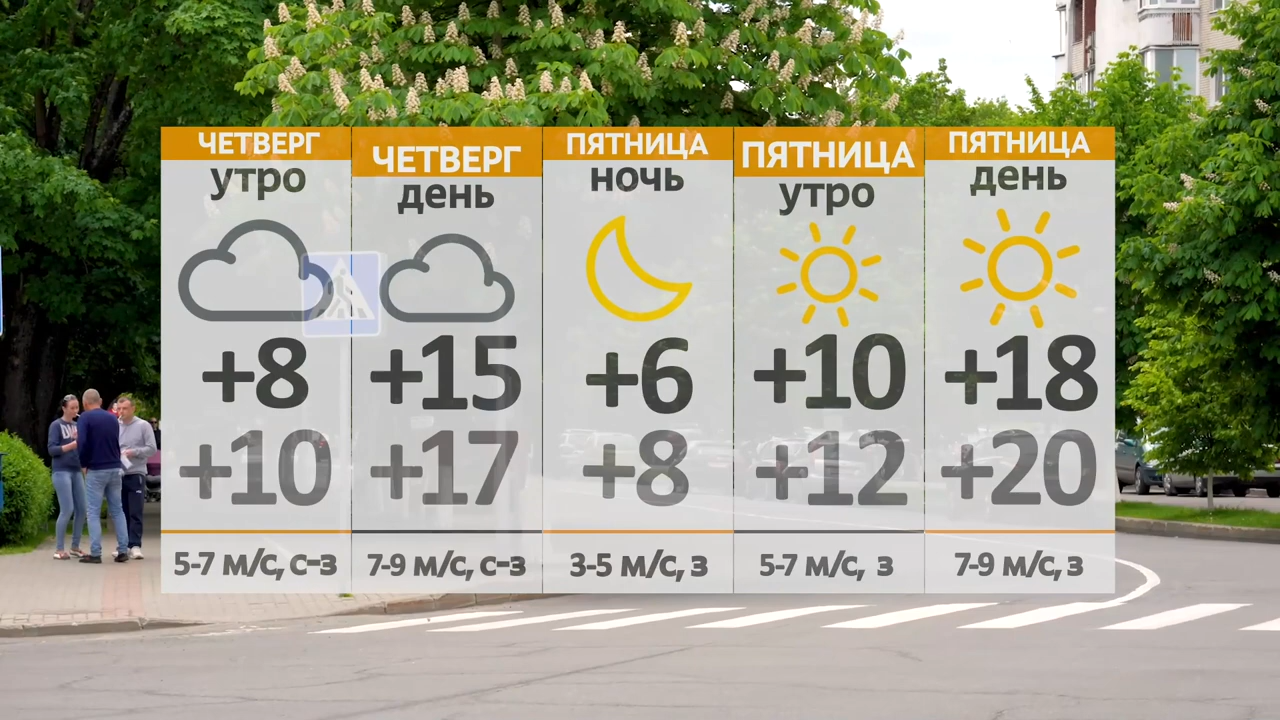 ЧЕТВЕРГ
утро
+8
+10
5-7 м/с, с-з
ЧЕТВЕРГ
день
+15
+17
7-9 м/с, с-з
ПЯТНИЦА
ночь
+6
+8
3-5 м/с, з
ПЯТНИЦА
утро
+10
+12
5-7 м/с, з
ПЯТНИЦА
день
+18
+20
7-9 м/с, з